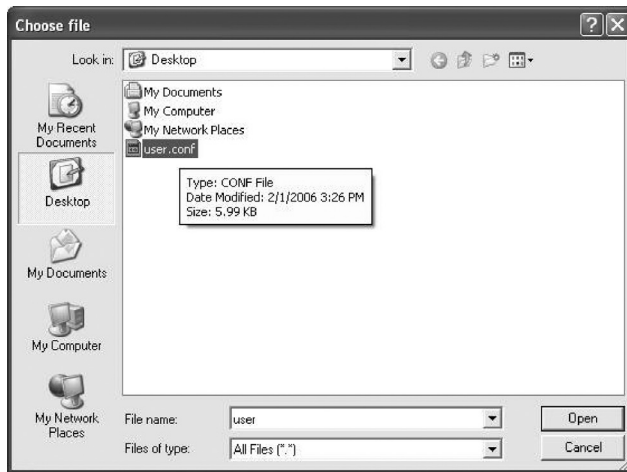 Choose file
Look in:
Desktop
My Documents
My Computer
My Network Places
user.conf
Type: CONF File
Date Modified: 2/1/2006 3:26 PM
Size: 5.99 KB
My Recent
Documents
Desktop
My Documents
My Computer
My Network
Places
File name:
user
Open
Files of type:
All Files (*.*)
Cancel